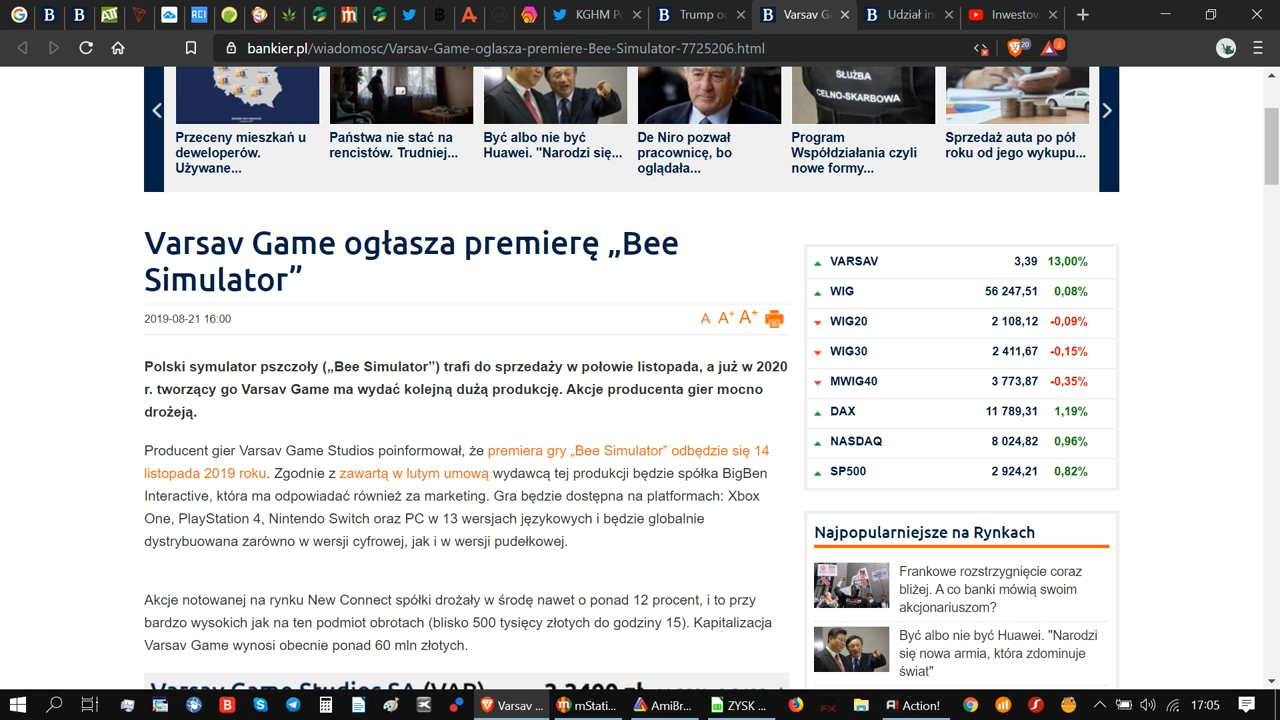 KGHM Po
Trump od
Varsav Ga
Udział in
Inwestow
bankier.pl/wiadomosc/Varsav-Game-oglasza-premiere-Bee-Simulator-7725206.html
20
2
SŁUŻBA
CELNO-SKARBOWA
Przeceny mieszkań u
deweloperów.
Używane...
Państwa nie stać na
rencistów. Trudniej...
Być albo nie być
Huawei. "Narodzi się...
De Niro pozwał
pracownicę, bo
oglądała...
Program
Współdziałania czyli
nowe formy...
Sprzedaż auta po pół
roku od jego wykupu...
Varsav Game ogłasza premierę „Bee
Simulator”
2019-08-21 16:00
A A+ A+
Polski symulator pszczoły („Bee Simulator”) trafi do sprzedaży w połowie listopada, a już w 2020
r. tworzący go Varsav Game ma wydać kolejną dużą produkcję. Akcje producenta gier mocno
drożeją.
Producent gier Varsav Game Studios poinformował, że premiera gry „Bee Simulator” odbędzie się 14
listopada 2019 roku. Zgodnie z zawartą w lutym umową wydawcą tej produkcji będzie spółka BigBen
Interactive, która ma odpowiadać również za marketing. Gra będzie dostępna na platformach: Xbox
One, PlayStation 4, Nintendo Switch oraz PC w 13 wersjach językowych i będzie globalnie
dystrybuowana zarówno w wersji cyfrowej, jak i w wersji pudełkowej.
Akcje notowanej na rynku New Connect spółki drożały w środę nawet o ponad 12 procent, i to przy
bardzo wysokich jak na ten podmiot obrotach (blisko 500 tysięcy złotych do godziny 15). Kapitalizacja
Varsav Game wynosi obecnie ponad 60 mln złotych.
Varsav Game Studios SA (VAR)
VARSAV 3,39 13,00%
WIG 56 247,51 0,08%
WIG20 2 108,12 -0,09%
WIG30 2 411,67 -0,15%
MWIG40 3 773,87 -0,35%
DAX 11 789,31 1,19%
NASDAQ 8 024,82 0,96%
SP500 2 924,21 0,82%
Najpopularniejsze na Rynkach
Frankowe rozstrzygnięcie coraz
bliżej. A co banki mówią swoim
akcjonariuszom?
Być albo nie być Huawei. "Narodzi
się nowa armia, która zdominuje
świat"
Varsav ...
mStati...
AmiBr...
ZYSK ...
Action!
17:05